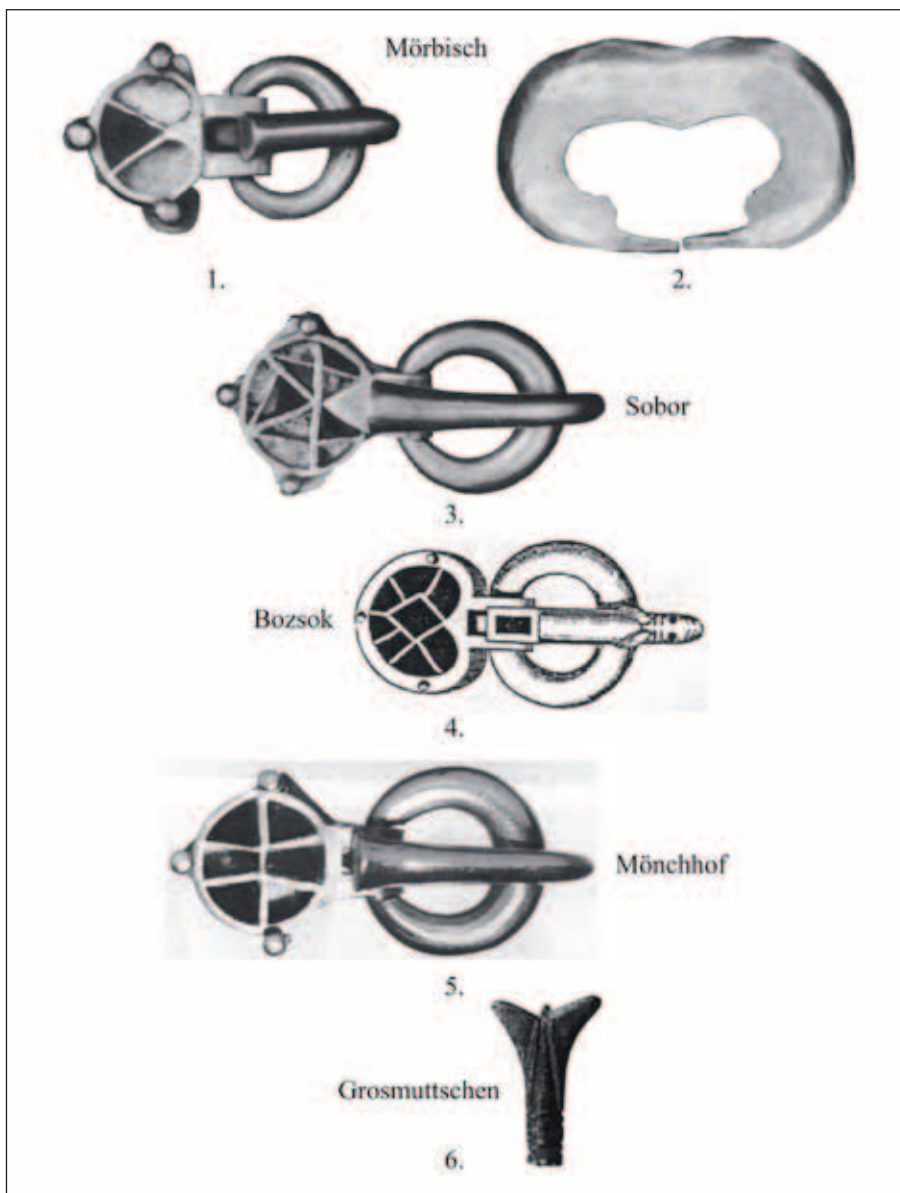 Mörbisch
1.
2.
Sobor
3.
Bozsok
4.
Mönchhof
5.
Grosmuttschen
6.